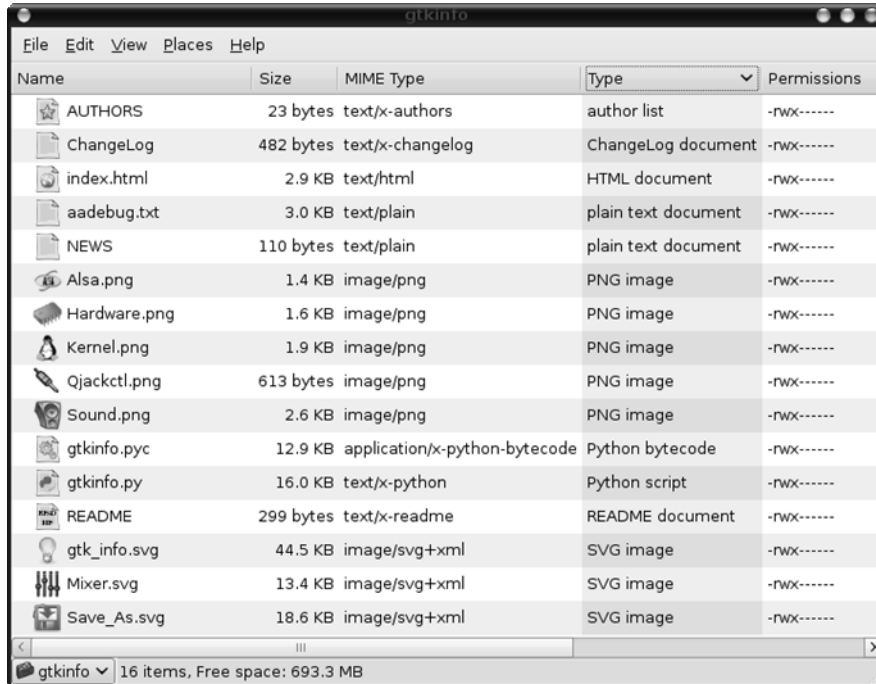 gtkinfo
File Edit View Places Help
Name Size MIME Type Type Permissions
AUTHORS 23 bytes text/x-authors author list -rwx------
ChangeLog 482 bytes text/x-changelog ChangeLog document -rwx------
index.html 2.9 KB text/html HTML document -rwx------
aadebug.txt 3.0 KB text/plain plain text document -rwx------
NEWS 110 bytes text/plain plain text document -rwx------
Alsa.png 1.4 KB image/png PNG image -rwx------
Hardware.png 1.6 KB image/png PNG image -rwx------
Kernel.png 1.9 KB image/png PNG image -rwx------
Qjackctl.png 613 bytes image/png PNG image -rwx------
Sound.png 2.6 KB image/png PNG image -rwx------
gtkinfo.pyc 12.9 KB application/x-python-bytecode Python bytecode -rwx------
gtkinfo.py 16.0 KB text/x-python Python script -rwx------
README 299 bytes text/x-readme README document -rwx------
gtk_info.svg 44.5 KB image/svg+xml SVG image -rwx------
Mixer.svg 13.4 KB image/svg+xml SVG image -rwx------
Save_As.svg 18.6 KB image/svg+xml SVG image -rwx------
gtkinfo 16 items, Free space: 693.3 MB